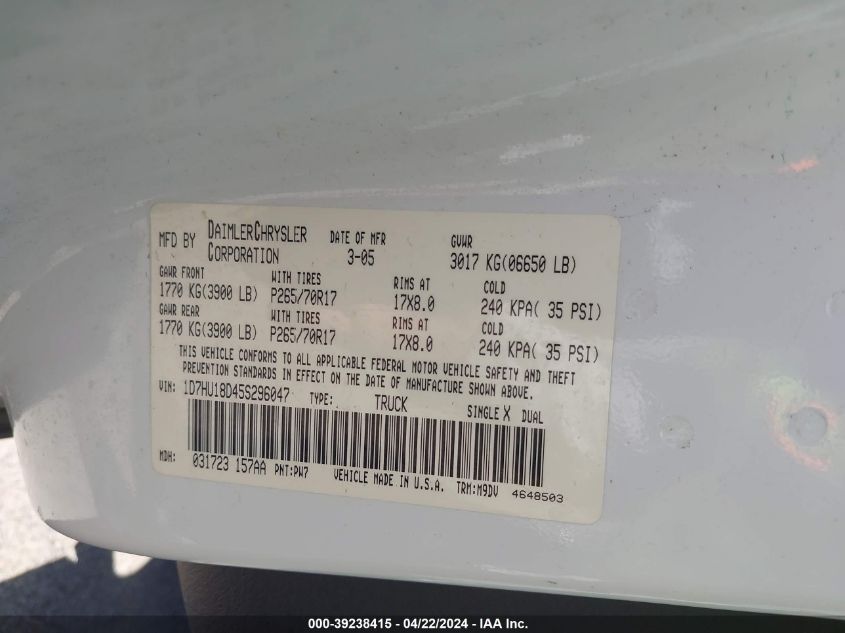 MFD BY DAIMLERCHRYSLER CORPORATION DATE OF MFR 3-05 GVWR 3017 KG(06650 LB)
GAWR FRONT WITH TIRES RIMS AT COLD
1770 KG(3900 LB) P265/70R17 17X8.0 240 KPA( 35 PSI)
GAWR REAR WITH TIRES RIMS AT COLD
1770 KG(3900 LB) P265/70R17 17X8.0 240 KPA( 35 PSI)
THIS VEHICLE CONFORMS TO ALL APPLICABLE FEDERAL MOTOR VEHICLE SAFETY AND THEFT
PREVENTION STANDARDS IN EFFECT ON THE DATE OF MANUFACTURE SHOWN ABOVE.
VIN: 1D7HU18D45S296047 TYPE: TRUCK SINGLE X DUAL
MDH: 031723 157AA PNT:PW7 VEHICLE MADE IN U.S.A. TRM:M9DV 4648503
000-39238415 - 04/22/2024 - IAA Inc.